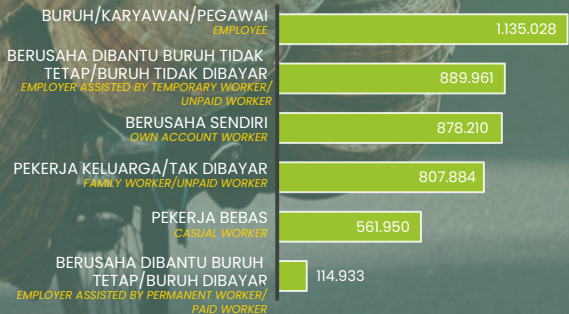 BURUH/KARYAWAN/PEGAWAI
EMPLOYEE
1.135.028
BERUSAHA DIBANTU BURUH TIDAK
TETAP/BURUH TIDAK DIBAYAR
EMPLOYER ASSISTED BY TEMPORARY WORKER/
UNPAID WORKER
889.961
BERUSAHA SENDIRI
OWN ACCOUNT WORKER
878.210
PEKERJA KELUARGA/TAK DIBAYAR
FAMILY WORKER/UNPAID WORKER
807.884
PEKERJA BEBAS
CASUAL WORKER
561.950
BERUSAHA DIBANTU BURUH
TETAP/BURUH DIBAYAR
EMPLOYER ASSISTED BY PERMANENT WORKER/
PAID WORKER
114.933